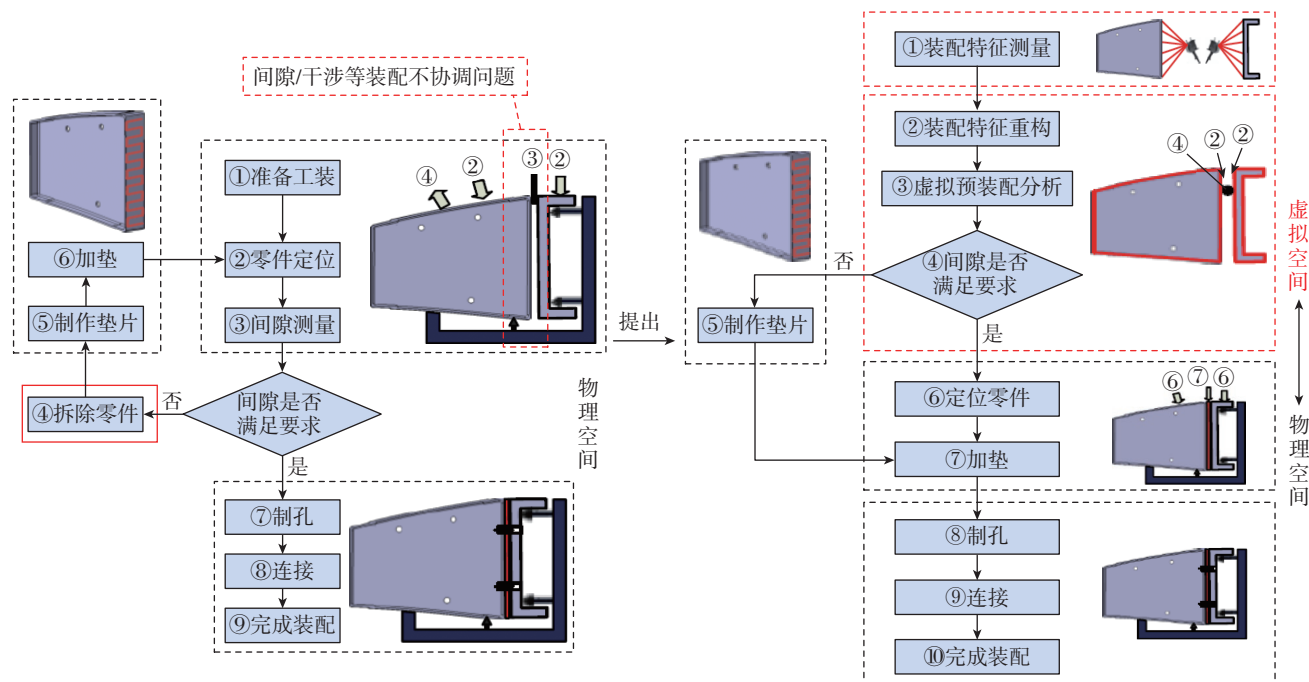 间隙/干涉等装配不协调问题
①准备工装
②零件定位
③间隙测量
④
②
③
②
⑥加垫
⑤制作垫片
④拆除零件
否
间隙是否
满足要求
是
⑦制孔
⑧连接
⑨完成装配
物理空间
提出
①装配特征测量
②装配特征重构
③虚拟预装配分析
④间隙是否
满足要求
④
②
②
否
是
⑤制作垫片
⑥定位零件
⑦加垫
⑥
⑦
⑥
⑧制孔
⑨连接
⑩完成装配
虚拟空间
物理空间